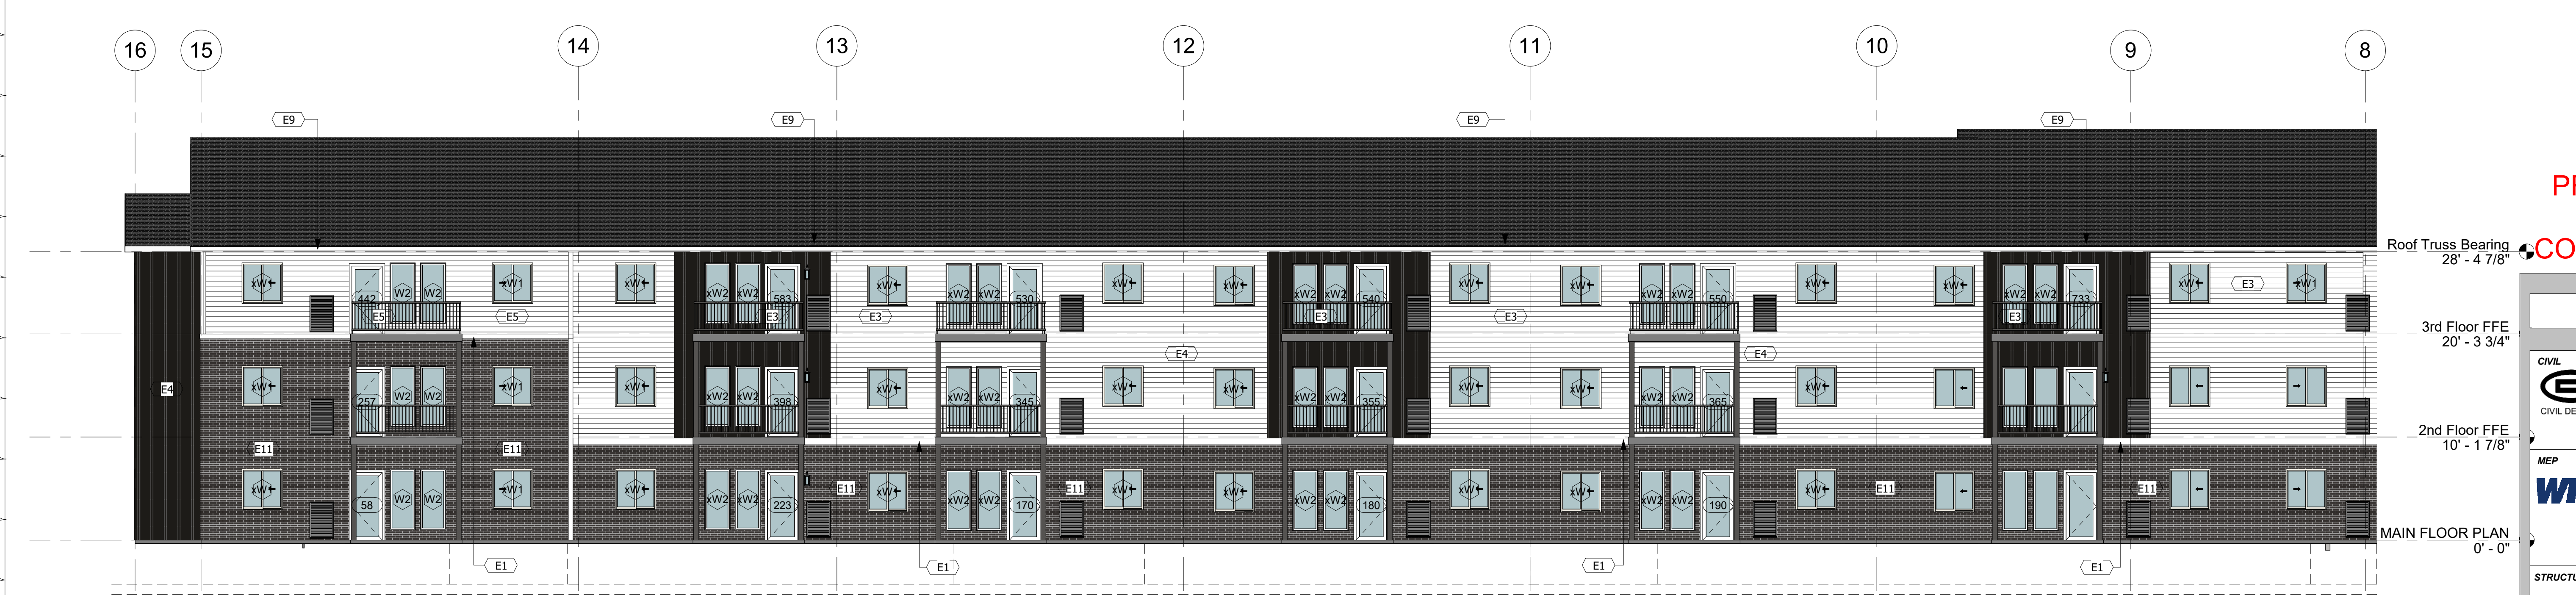 16 15 14 13 12 11 10 9 8
E9 E9 E9 E9
PR
CO
Roof Truss Bearing
28' - 4 7/8"
xW1 442 W2 W2 xW1 xW1 xW2 xW2 583 xW1 xW2 xW2 530 xW1 xW1 xW2 xW2 540 xW1 xW1 xW2 xW2 550 xW1 xW1 xW2 xW2 733 xW1 E3 xW1
E5 E5 E3 E3 E3 E3 E3
3rd Floor FFE
20' - 3 3/4"
E4 E4
CIVIL
E4 xW1 257 W2 W2 xW1 xW1 xW2 xW2 398 xW1 xW2 xW2 345 xW1 xW1 xW2 xW2 355 xW1 xW1 xW2 xW2 365 xW1
CIVIL DE
2nd Floor FFE
10' - 1 7/8"
E11 E11
MEP
xW1 58 W2 W2 xW1 xW1 xW2 xW2 223 E11 xW1 xW2 xW2 170 E11 xW1 xW1 xW2 xW2 180 xW1 xW1 xW2 xW2 190 xW1 E11 E11
MAIN FLOOR PLAN
0' - 0"
E1 E1 E1 E1
STRUCTU